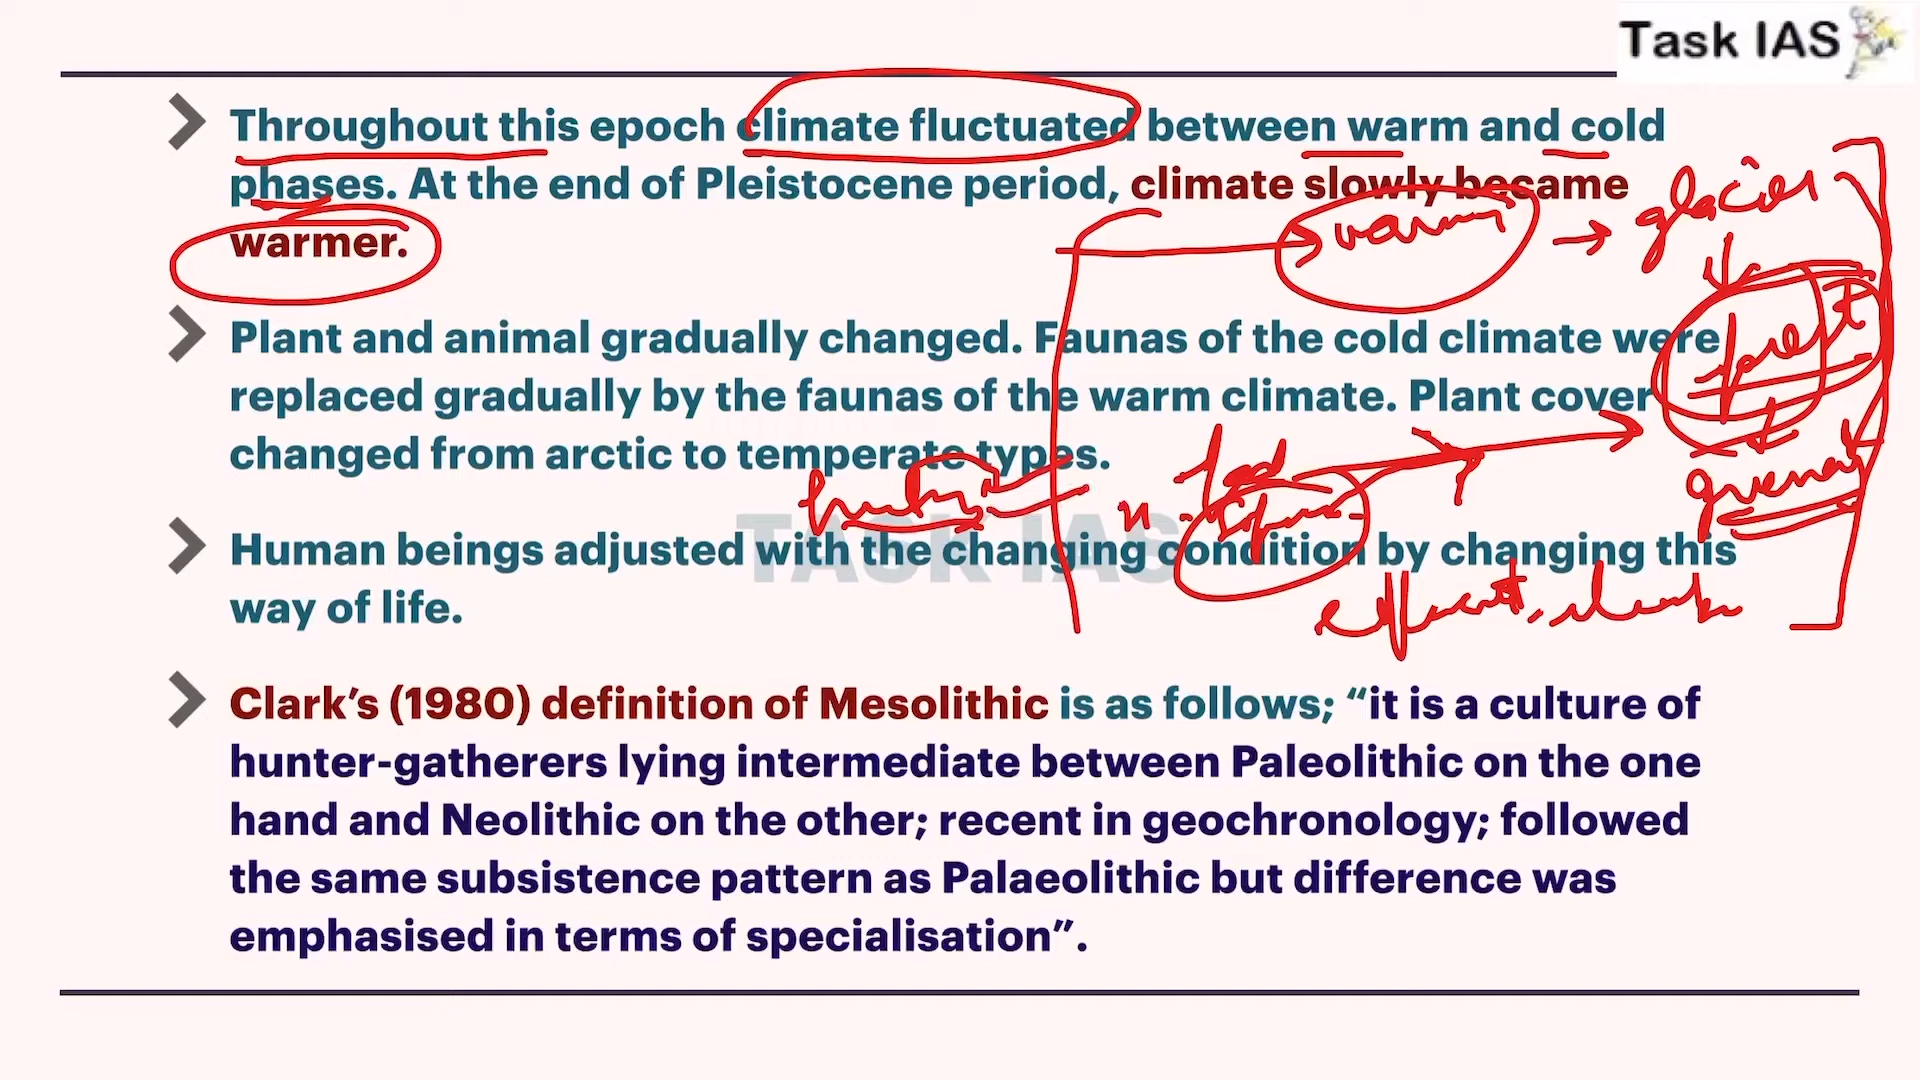 Task IAS
Throughout this epoch climate fluctuated between warm and cold
phases. At the end of Pleistocene period, climate slowly became
warmer.
warm
glacier
Plant and animal gradually changed. Faunas of the cold climate were
forest
replaced gradually by the faunas of the warm climate. Plant cover
changed from arctic to temperate types.
TASK IAS
Human beings adjusted with the changing condition by changing this
way of life.
Clark’s (1980) definition of Mesolithic is as follows; “it is a culture of
hunter-gatherers lying intermediate between Paleolithic on the one
hand and Neolithic on the other; recent in geochronology; followed
the same subsistence pattern as Palaeolithic but difference was
emphasised in terms of specialisation”.